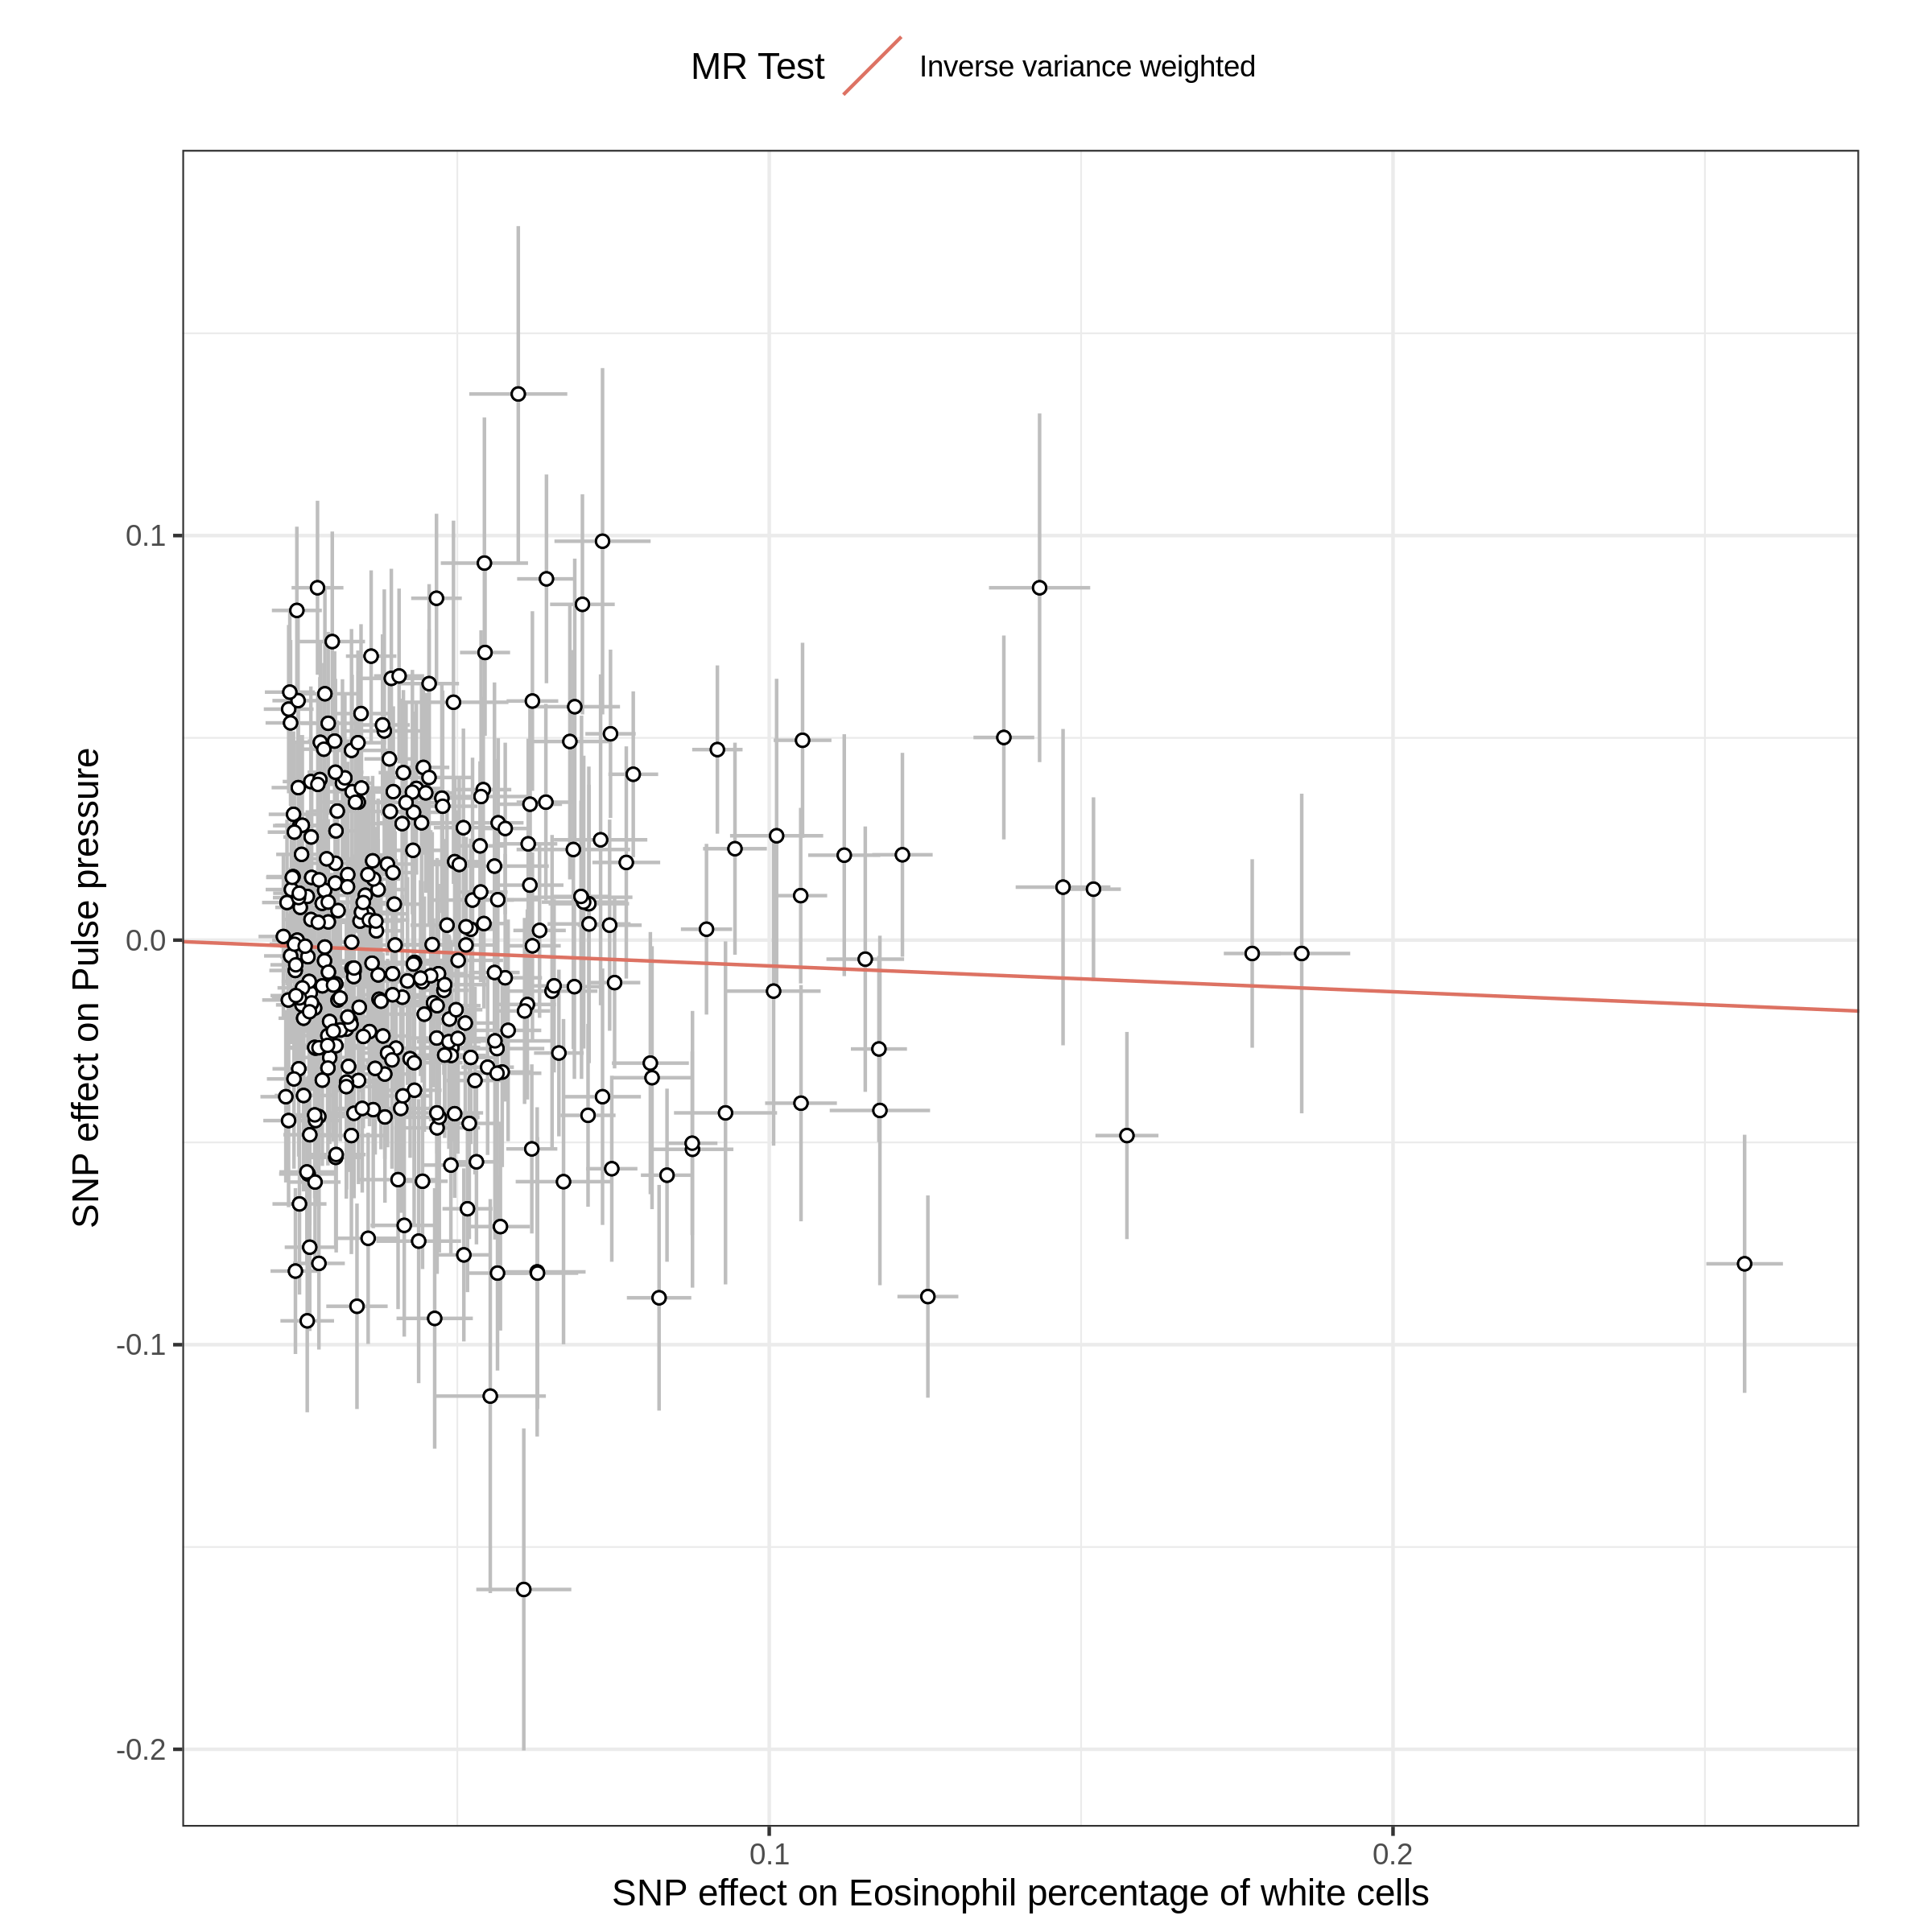 MR Test Inverse variance weighted
SNP effect on Pulse pressure
0.1
0.0
-0.1
-0.2
0.1 0.2
SNP effect on Eosinophil percentage of white cells